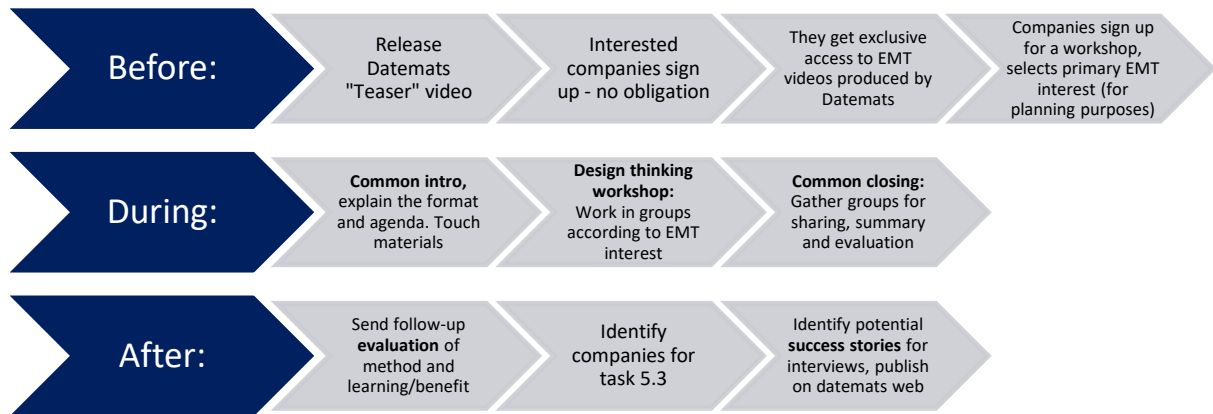 Before:
Release
Datemats
"Teaser" video
Interested
companies sign
up - no obligation
They get exclusive
access to EMT
videos produced by
Datemats
Companies sign up
for a workshop,
selects primary EMT
interest (for
planning purposes)
During:
Common intro,
explain the format
and agenda. Touch
materials
Design thinking
workshop:
Work in groups
according to EMT
interest
Common closing:
Gather groups for
sharing, summary
and evaluation
After:
Send follow-up
evaluation of
method and
learning/benefit
Identify
companies for
task 5.3
Identify potential
success stories for
interviews, publish
on datemats web